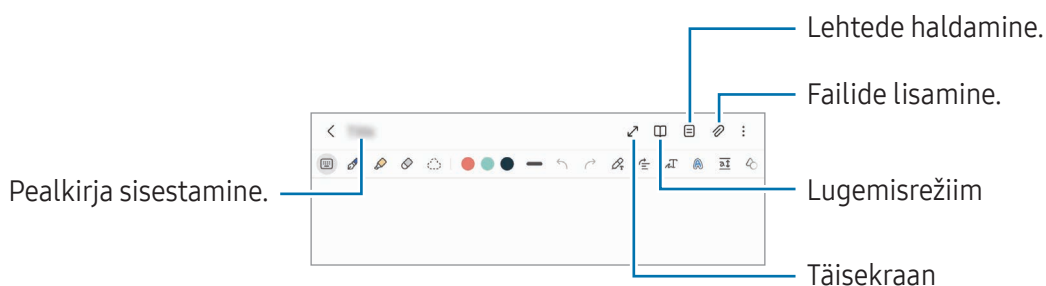 Lehtede haldamine.
Failide lisamine.
Pealkirja sisestamine.
Lugemisrežiim
Täisekraan